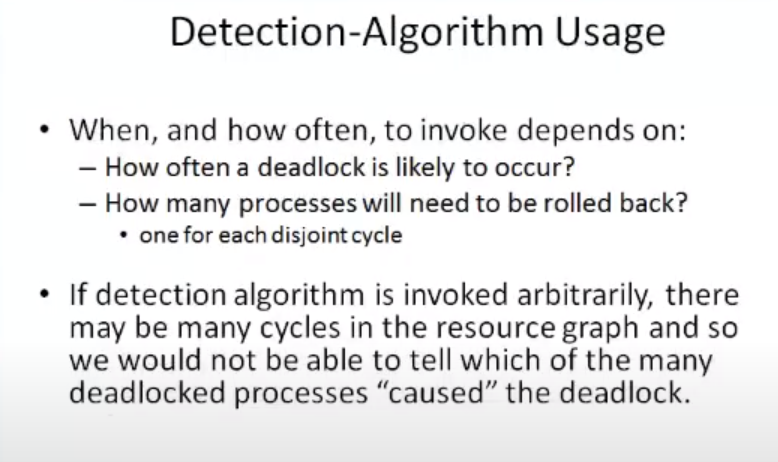 Detection-Algorithm Usage
• When, and how often, to invoke depends on:
– How often a deadlock is likely to occur?
– How many processes will need to be rolled back?
• one for each disjoint cycle
• If detection algorithm is invoked arbitrarily, there
may be many cycles in the resource graph and so
we would not be able to tell which of the many
deadlocked processes “caused” the deadlock.